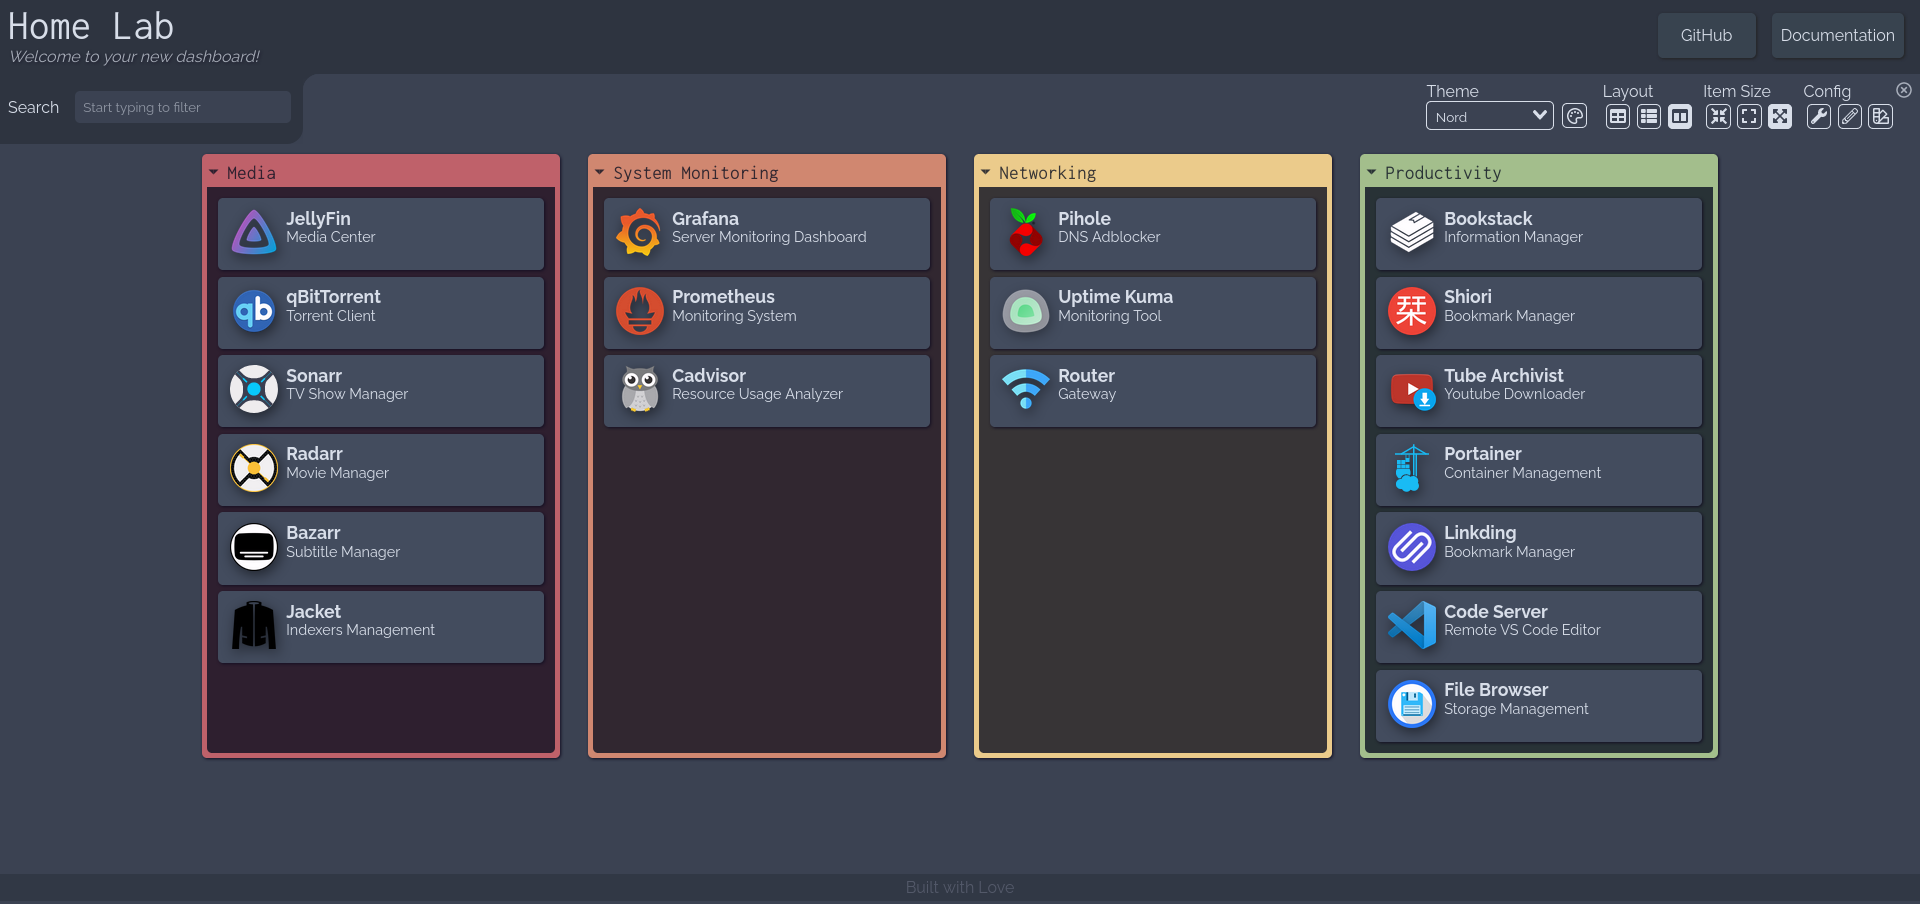 Home Lab
Welcome to your new dashboard!
GitHub
Documentation
Search
Start typing to filter
Theme
Nord
Layout
Item Size
Config
Media
JellyFin
Media Center
qBitTorrent
Torrent Client
Sonarr
TV Show Manager
Radarr
Movie Manager
Bazarr
Subtitle Manager
Jacket
Indexers Management
System Monitoring
Grafana
Server Monitoring Dashboard
Prometheus
Monitoring System
Cadvisor
Resource Usage Analyzer
Networking
Pihole
DNS Adblocker
Uptime Kuma
Monitoring Tool
Router
Gateway
Productivity
Bookstack
Information Manager
栞
Shiori
Bookmark Manager
Tube Archivist
Youtube Downloader
Portainer
Container Management
Linkding
Bookmark Manager
Code Server
Remote VS Code Editor
File Browser
Storage Management
qb
Built with Love